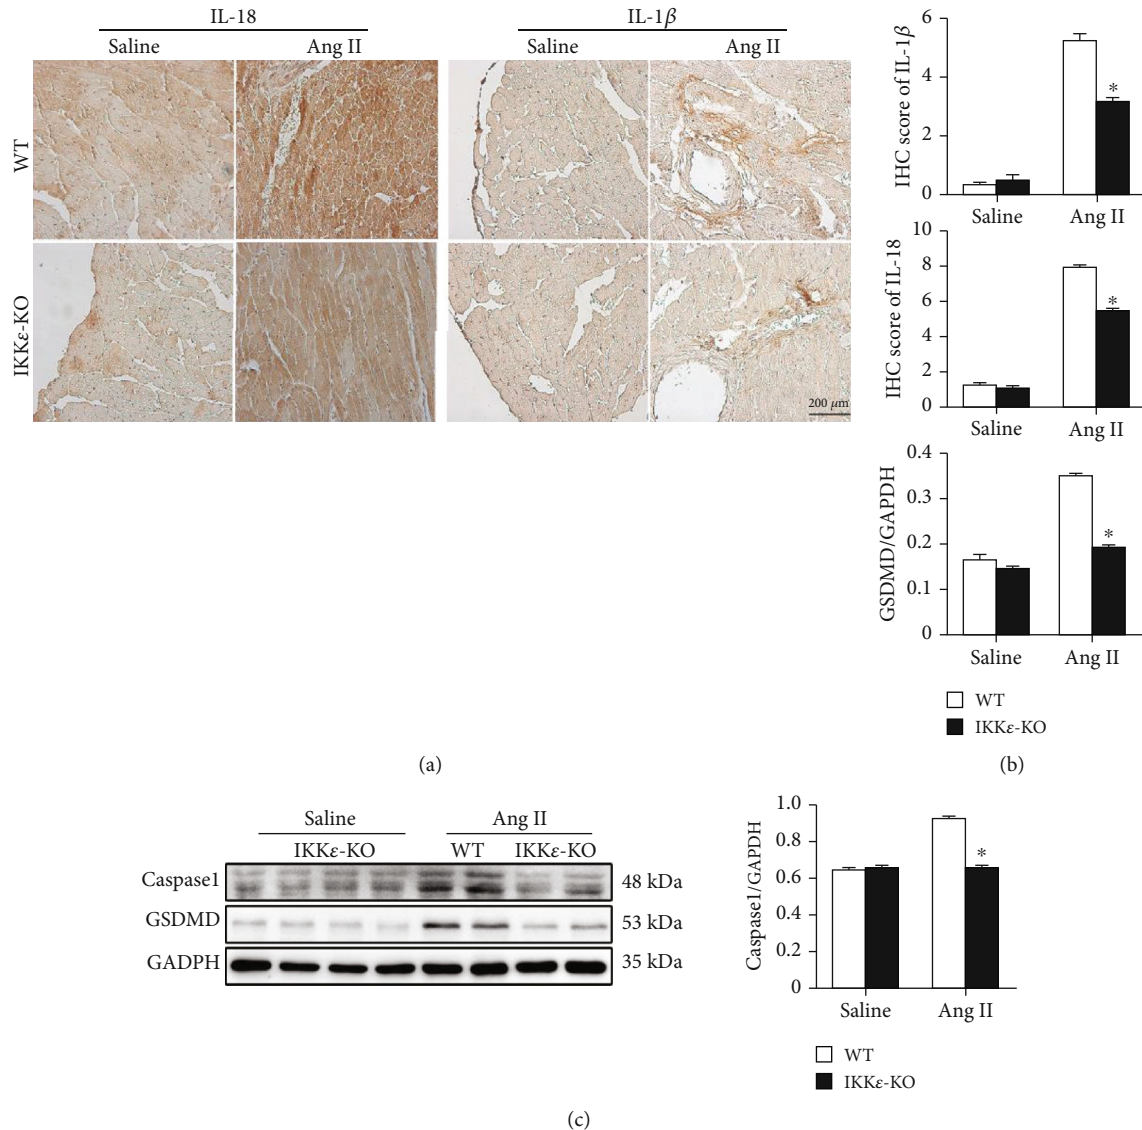 IL-18
IL-1β
Saline
Ang II
Saline
Ang II
WT
IKKε-KO
200 μm
(a)
IHC score of IL-1β
6
4
2
0
Saline
Ang II
*
IHC score of IL-18
10
8
6
4
2
0
Saline
Ang II
*
GSDMD/GAPDH
0.4
0.3
0.2
0.1
0
Saline
Ang II
*
WT
IKKε-KO
(b)
Saline
Ang II
IKKε-KO
WT
IKKε-KO
Caspase1
48 kDa
GSDMD
53 kDa
GADPH
35 kDa
Caspase1/GAPDH
1.0
0.8
0.6
0.4
0.2
0
Saline
Ang II
*
WT
IKKε-KO
(c)